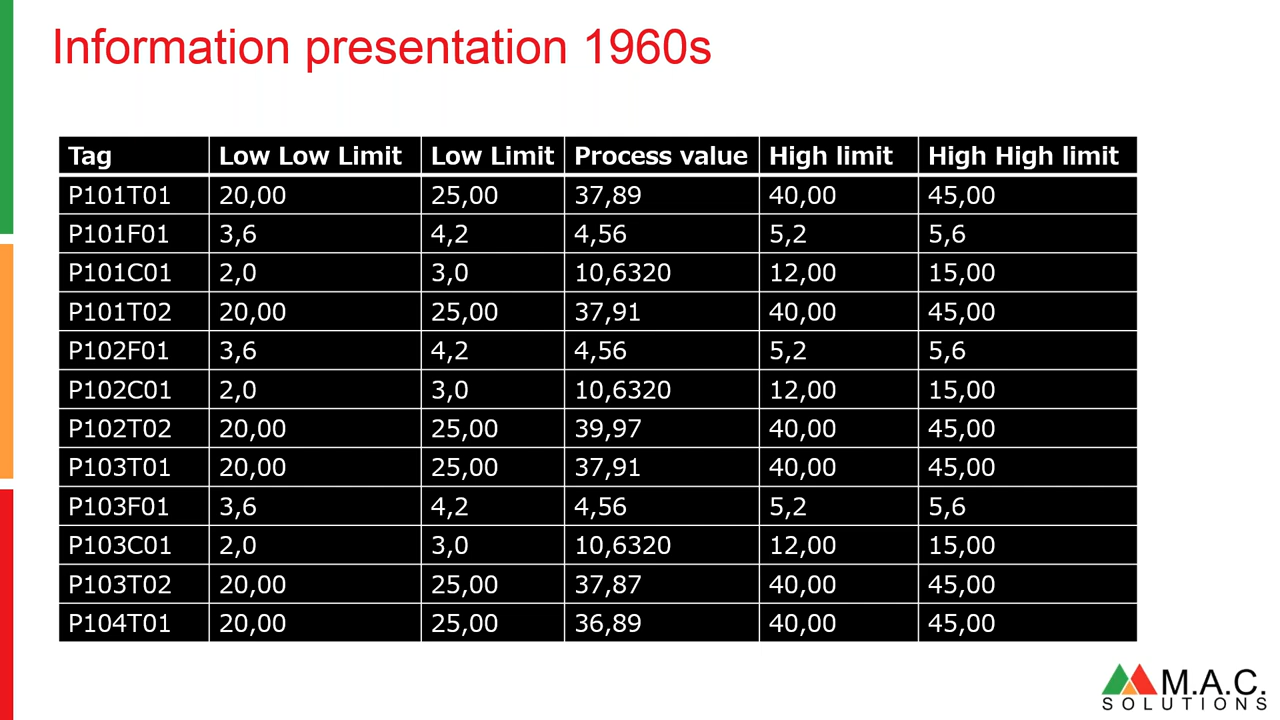 Information presentation 1960s
Tag Low Low Limit Low Limit Process value High limit High High limit
P101T01 20,00 25,00 37,89 40,00 45,00
P101F01 3,6 4,2 4,56 5,2 5,6
P101C01 2,0 3,0 10,6320 12,00 15,00
P101T02 20,00 25,00 37,91 40,00 45,00
P102F01 3,6 4,2 4,56 5,2 5,6
P102C01 2,0 3,0 10,6320 12,00 15,00
P102T02 20,00 25,00 39,97 40,00 45,00
P103T01 20,00 25,00 37,91 40,00 45,00
P103F01 3,6 4,2 4,56 5,2 5,6
P103C01 2,0 3,0 10,6320 12,00 15,00
P103T02 20,00 25,00 37,87 40,00 45,00
P104T01 20,00 25,00 36,89 40,00 45,00
M.A.C.
SOLUTIONS